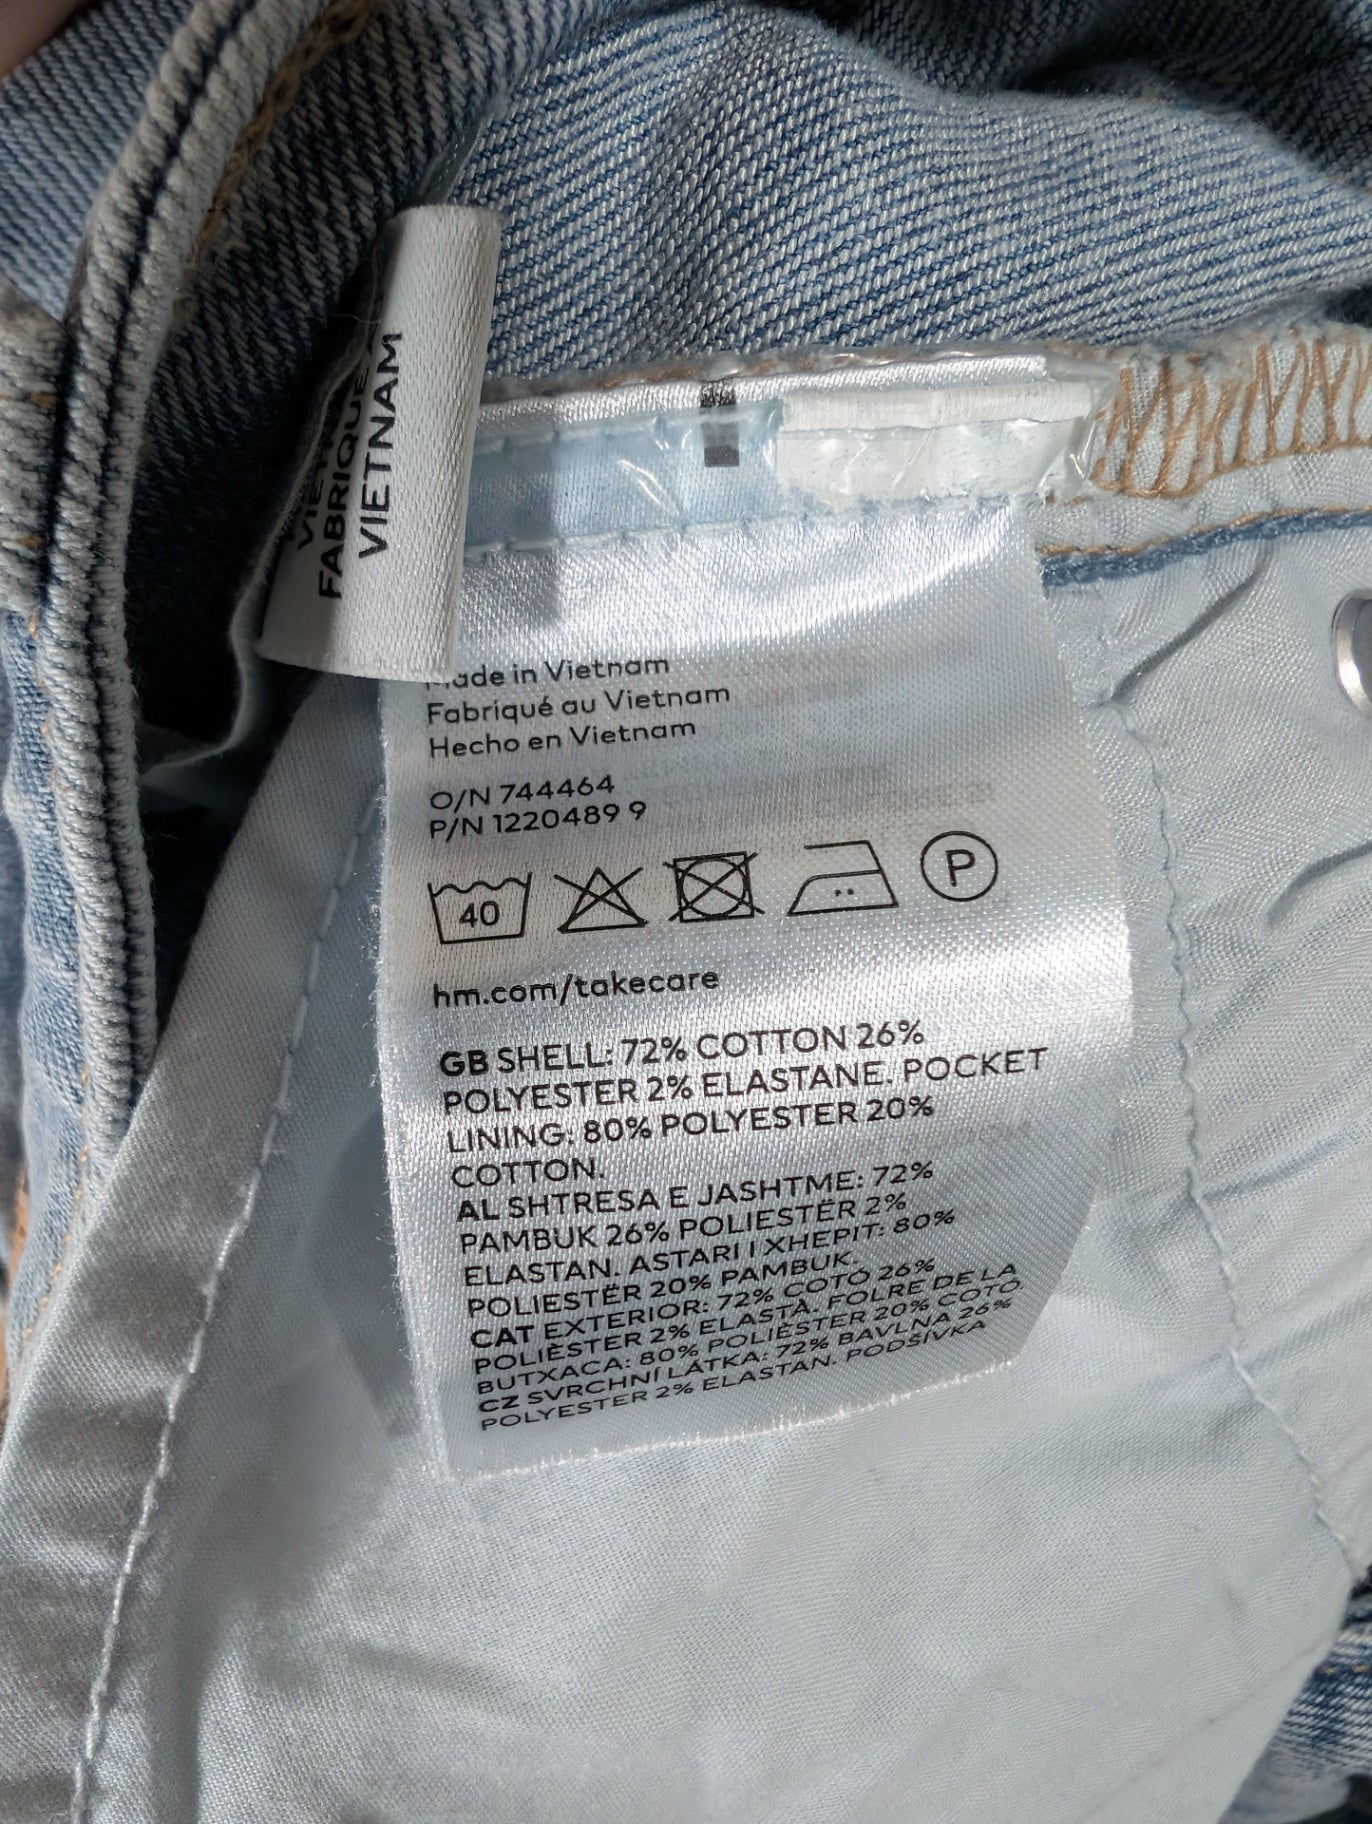 FABRIQUÉ
VIETNAM
Made in Vietnam
Fabriqué au Vietnam
Hecho en Vietnam
O/N 744464
P/N 1220489 9
40
P
hm.com/takecare
GB SHELL: 72% COTTON 26%
POLYESTER 2% ELASTANE. POCKET
LINING: 80% POLYESTER 20%
COTTON.
AL SHTRESA E JASHTME: 72%
PAMBUK 26% POLIESTËR 2%
ELASTAN. ASTARI I XHEPIT: 80%
POLIESTËR 20% PAMBUK.
CAT EXTERIOR: 72% COTÓ 26%
POLIÈSTER 2% ELASTÀ. FOLRE DE LA
BUTXACA: 80% POLIÈSTER 20% COTÓ.
CZ SVRCHNÍ LÁTKA: 72% BAVLNA 26%
POLYESTER 2% ELASTAN. PODŠÍVKA